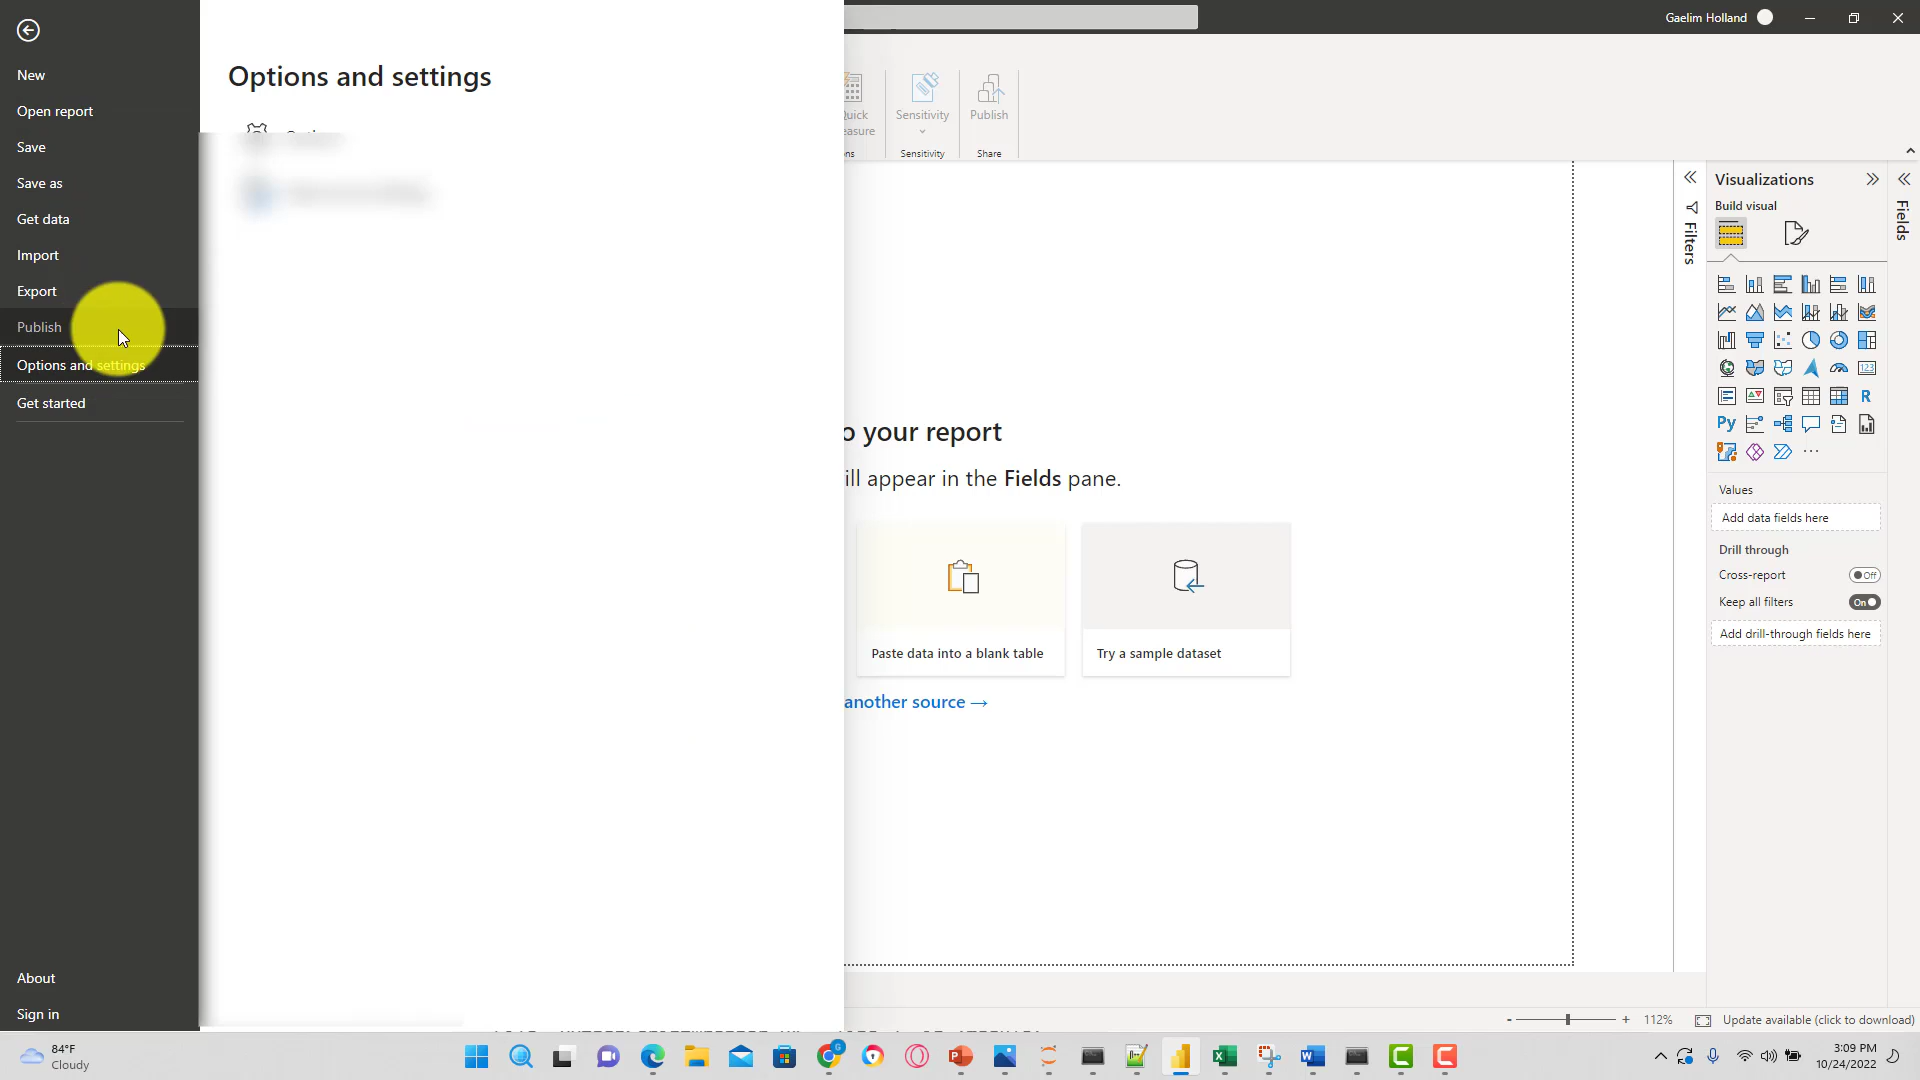 Gaelim Holland
New
Open report
Save
Save as
Get data
Import
Export
Publish
Options and settings
Get started
About
Sign in
Options and settings
Sensitivity
Publish
Sensitivity
Share
o your report
ill appear in the Fields pane.
Paste data into a blank table
Try a sample dataset
another source →
Filters
Visualizations
Build visual
Fields
123
R
Py
Values
Add data fields here
Drill through
Cross-report
Off
Keep all filters
On
Add drill-through fields here
- + 112%
Update available (click to download)
84°F
Cloudy
3:09 PM
10/24/2022